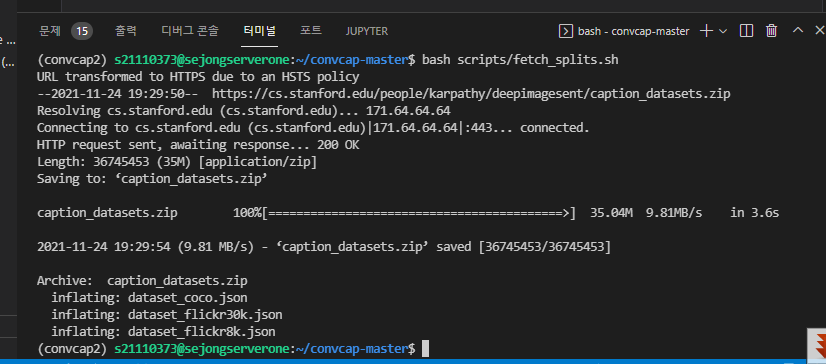 문제 15 출력 디버그 콘솔 터미널 포트 JUPYTER bash - convcap-master
(convcap2) s21110373@sejongserverone:~/convcap-master$ bash scripts/fetch_splits.sh
URL transformed to HTTPS due to an HSTS policy
--2021-11-24 19:29:50--  https://cs.stanford.edu/people/karpathy/deepimagesent/caption_datasets.zip
Resolving cs.stanford.edu (cs.stanford.edu)... 171.64.64.64
Connecting to cs.stanford.edu (cs.stanford.edu)|171.64.64.64|:443... connected.
HTTP request sent, awaiting response... 200 OK
Length: 36745453 (35M) [application/zip]
Saving to: ‘caption_datasets.zip’
caption_datasets.zip 100%[==========================================>] 35.04M 9.81MB/s in 3.6s
2021-11-24 19:29:54 (9.81 MB/s) - ‘caption_datasets.zip’ saved [36745453/36745453]
Archive:  caption_datasets.zip
  inflating: dataset_coco.json
  inflating: dataset_flickr30k.json
  inflating: dataset_flickr8k.json
(convcap2) s21110373@sejongserverone:~/convcap-master$